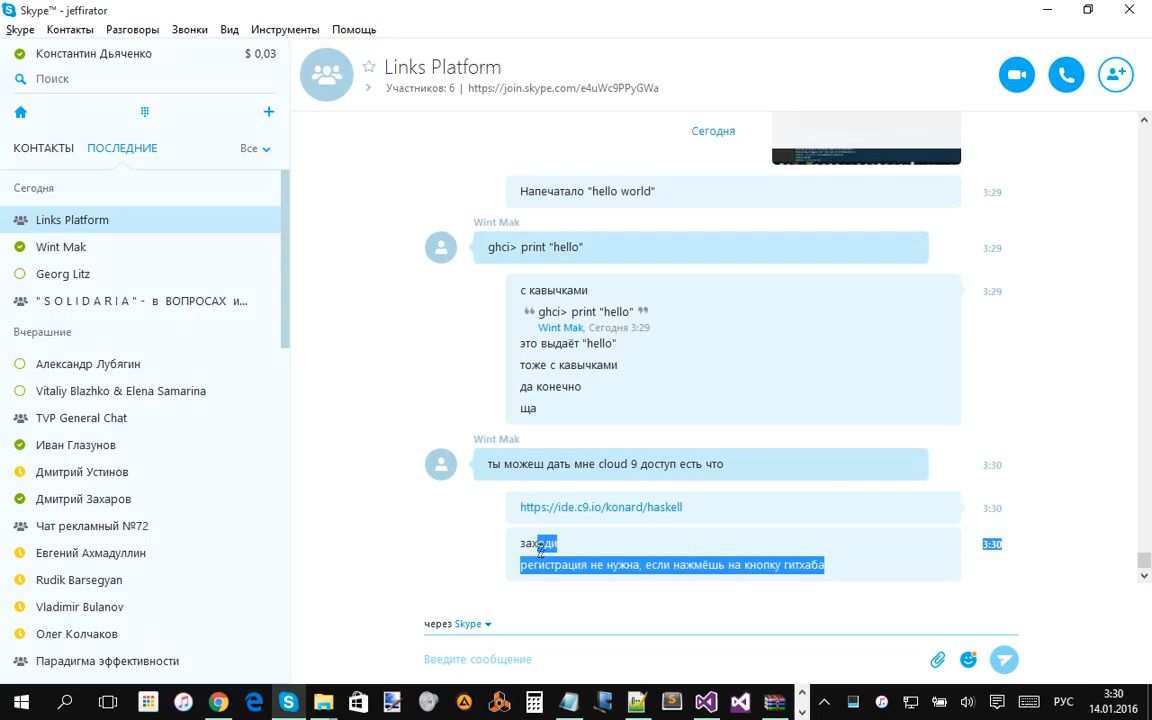 Skype™ - jeffirator
Skype Контакты Разговоры Звонки Вид Инструменты Помощь
Константин Дьяченко $ 0,03
Поиск
КОНТАКТЫ ПОСЛЕДНИЕ Все
Сегодня
Links Platform
Wint Mak
Georg Litz
" S O L I D A R I A " - в ВОПРОСАХ и...
Вчерашние
Александр Лубягин
Vitaliy Blazhko & Elena Samarina
TVP General Chat
Иван Глазунов
Дмитрий Устинов
Дмитрий Захаров
Чат рекламный №72
Евгений Ахмадуллин
Rudik Barsegyan
Vladimir Bulanov
Олег Колчаков
Парадигма эффективности
Links Platform
Участников: 6 | https://join.skype.com/e4uWc9PPyGWa
Сегодня
Напечатало "hello world" 3:29
Wint Mak
ghci> print "hello" 3:29
с кавычками 3:29
❝ ghci> print "hello" ❞
Wint Mak, Сегодня 3:29
это выдаёт "hello"
тоже с кавычками
да конечно
ща
Wint Mak
ты можеш дать мне cloud 9 доступ есть что 3:30
https://ide.c9.io/konard/haskell 3:30
заходи 3:30
регистрация не нужна, если нажмёшь на кнопку гитхаба
через Skype
Введите сообщение
РУС
3:30
14.01.2016